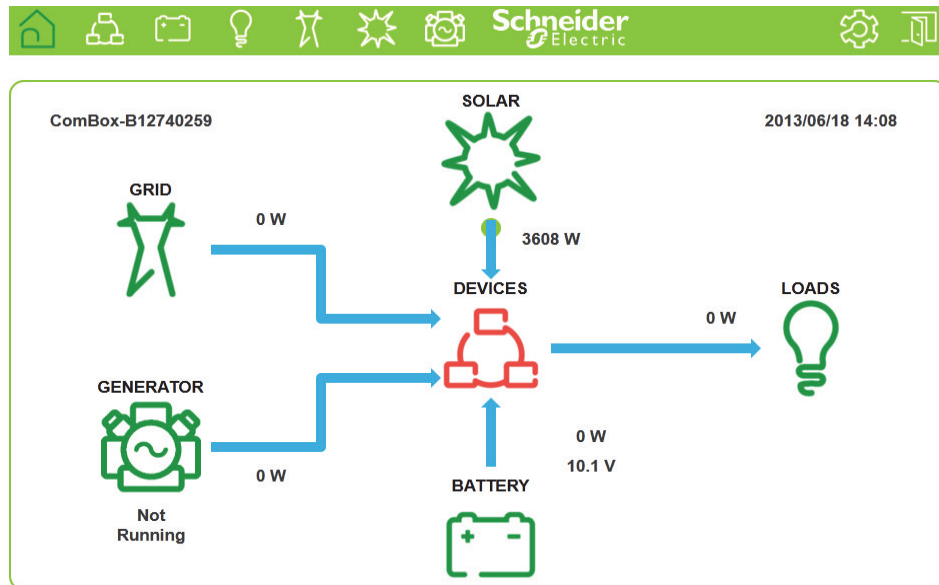 Schneider
Electric
ComBox-B12740259
SOLAR
2013/06/18 14:08
GRID
0 W
3608 W
DEVICES
LOADS
0 W
GENERATOR
0 W
0 W
10.1 V
BATTERY
Not
Running